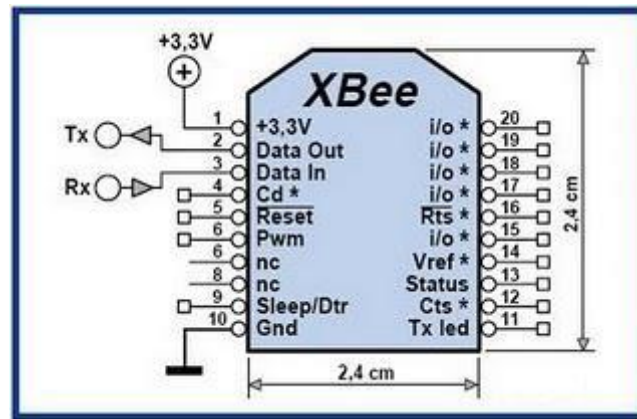 +3,3V
XBee
1 +3,3V i/o * 20
Tx 2 Data Out i/o * 19
3 Data In i/o * 18
Rx 4 Cd * i/o * 17
5 Reset Rts * 16
6 Pwm i/o * 15
6 nc Vref * 14
8 nc Status 13
9 Sleep/Dtr Cts * 12
10 Gnd Tx led 11
2,4 cm
2,4 cm